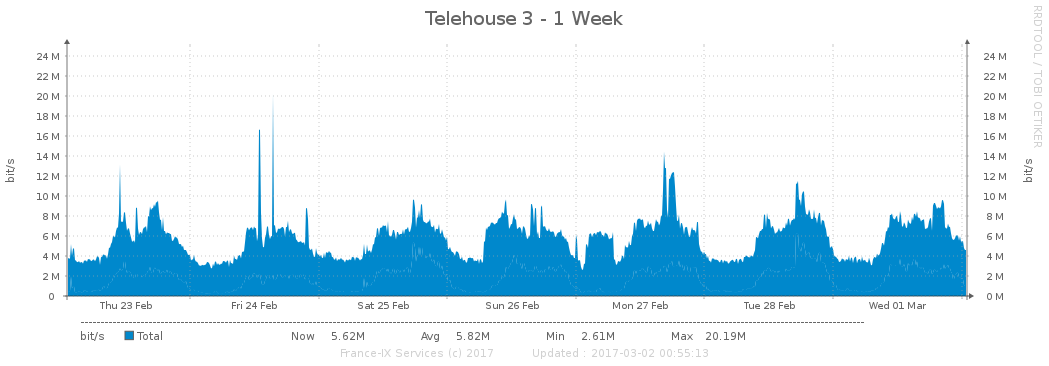 Telehouse 3 - 1 Week
RRDTOOL / TOBI OETIKER
bit/s
24 M 24 M
22 M 22 M
20 M 20 M
18 M 18 M
16 M 16 M
14 M 14 M
12 M 12 M
10 M 10 M
8 M 8 M
6 M 6 M
4 M 4 M
2 M 2 M
0 0 M
bit/s
Thu 23 Feb Fri 24 Feb Sat 25 Feb Sun 26 Feb Mon 27 Feb Tue 28 Feb Wed 01 Mar
bit/s Total Now 5.62M Avg 5.82M Min 2.61M Max 20.19M
France-IX Services (c) 2017 Updated : 2017-03-02 00:55:13